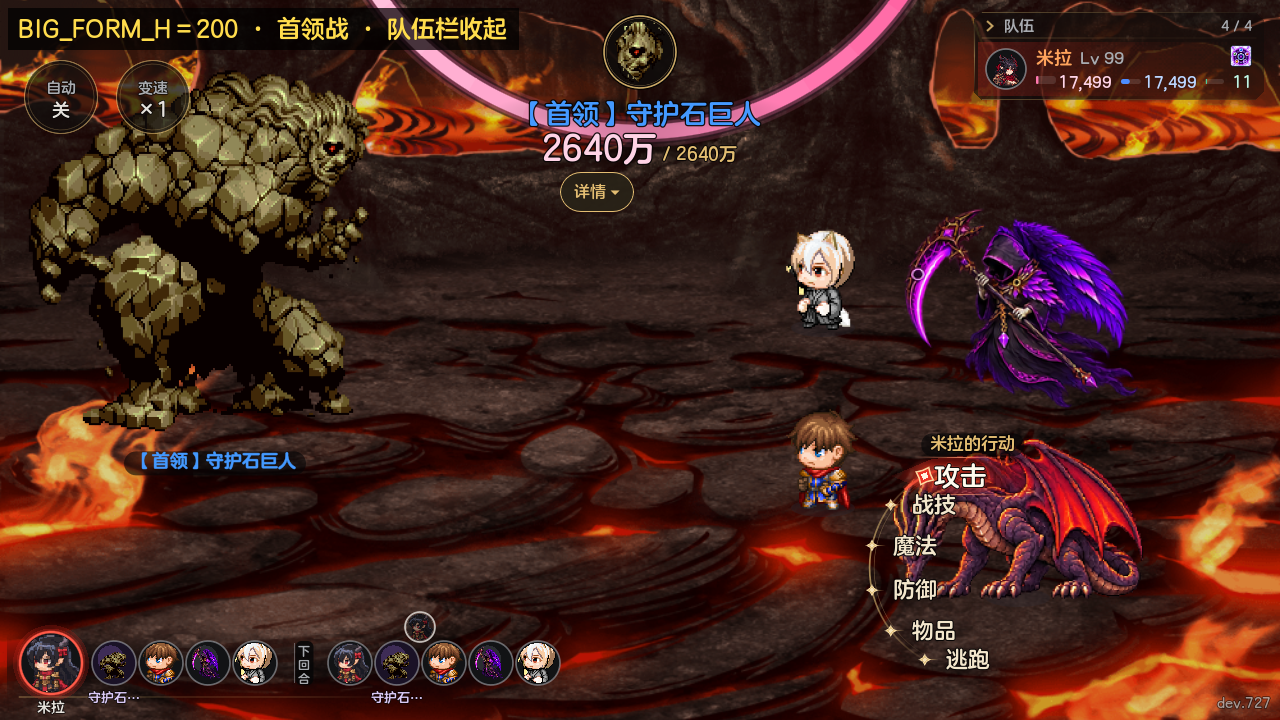 BIG_FORM_H=200 · 首领战 · 队伍栏收起
自动
关
变速
×1
【首领】守护石巨人
2640万 / 2640万
详情
队伍
4 / 4
米拉 Lv 99
17,499 17,499 11
【首领】守护石巨人
米拉的行动
攻击
战技
魔法
防御
物品
逃跑
米拉
守护石…
下回合
守护石…
dev.727